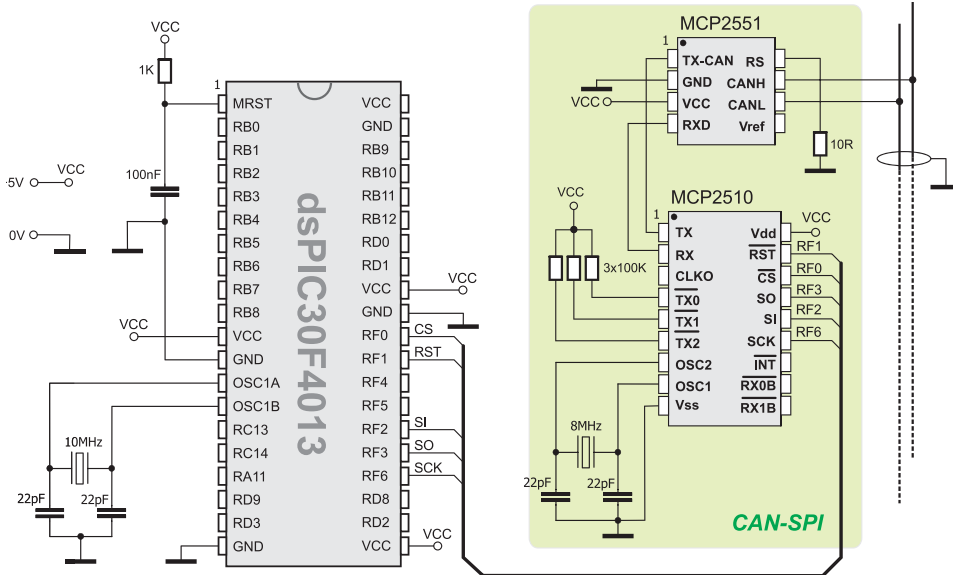 VCC
1K
1
100nF
5V
VCC
0V
VCC
10MHz
22pF
22pF
dsPIC30F4013
MRST
RB0
RB1
RB2
RB3
RB4
RB5
RB6
RB7
RB8
VCC
GND
OSC1A
OSC1B
RC13
RC14
RA11
RD9
RD3
GND
VCC
GND
RB9
RB10
RB11
RB12
RD0
RD1
VCC
GND
RF0
RF1
RF4
RF5
RF2
RF3
RF6
RD8
RD2
VCC
VCC
CS
RST
SI
SO
SCK
VCC
MCP2551
1
TX-CAN
GND
VCC
RXD
RS
CANH
CANL
Vref
VCC
10R
MCP2510
1
TX
RX
CLKO
TX0
TX1
TX2
OSC2
OSC1
Vss
Vdd
RST
CS
SO
SI
SCK
INT
RX0B
RX1B
VCC
RF1
RF0
RF3
RF2
RF6
VCC
3x100K
8MHz
22pF
22pF
CAN-SPI